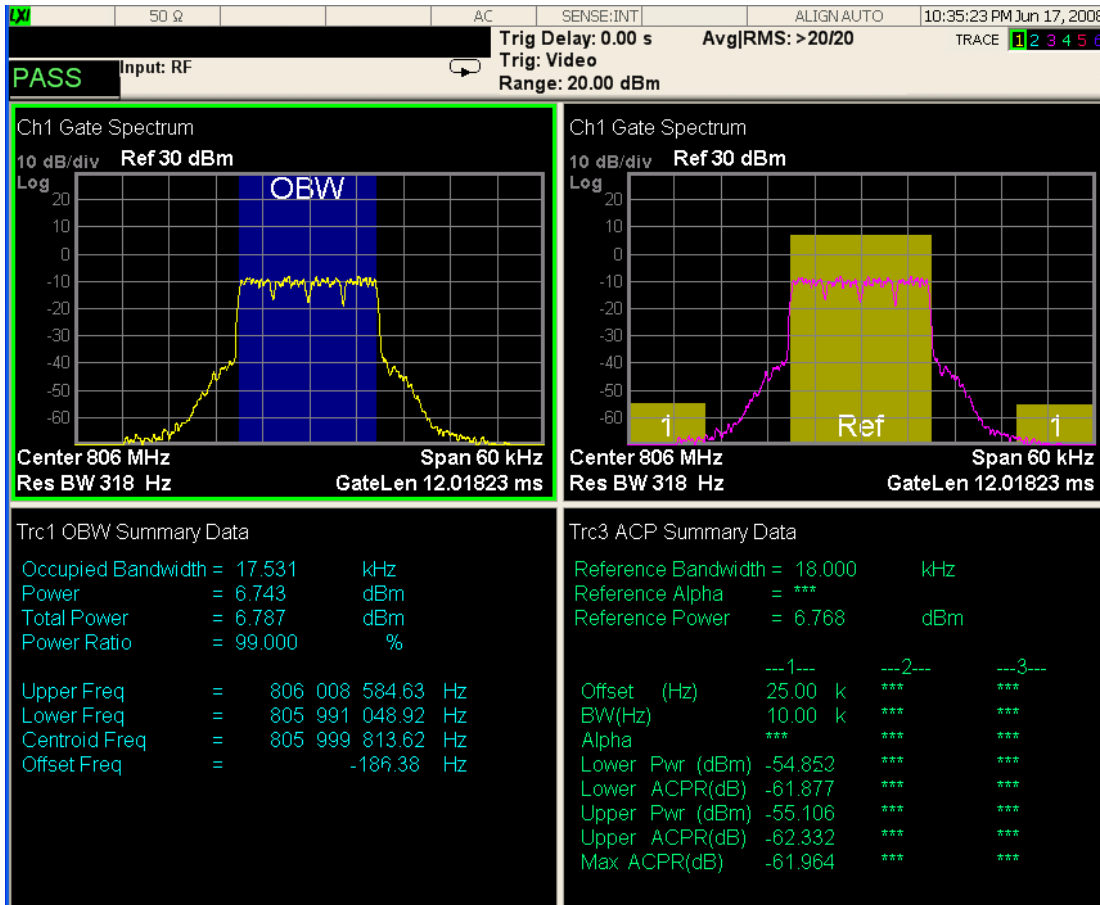 LXI 50 Ω AC SENSE:INT ALIGN AUTO 10:35:23 PM Jun 17, 2008
Trig Delay: 0.00 s Avg|RMS: >20/20 TRACE 1 2 3 4 5 6
PASS Input: RF Trig: Video
Range: 20.00 dBm
Ch1 Gate Spectrum
10 dB/div Ref 30 dBm
Log
OBW
20
10
0
-10
-20
-30
-40
-50
-60
Center 806 MHz Span 60 kHz
Res BW 318 Hz GateLen 12.01823 ms
Ch1 Gate Spectrum
10 dB/div Ref 30 dBm
Log
20
10
0
-10
-20
-30
-40
-50
-60
1 Ref 1
Center 806 MHz Span 60 kHz
Res BW 318 Hz GateLen 12.01823 ms
Trc1 OBW Summary Data
Occupied Bandwidth = 17.531 kHz
Power = 6.743 dBm
Total Power = 6.787 dBm
Power Ratio = 99.000 %
Upper Freq = 806 008 584.63 Hz
Lower Freq = 805 991 048.92 Hz
Centroid Freq = 805 999 813.62 Hz
Offset Freq = -186.38 Hz
Trc3 ACP Summary Data
Reference Bandwidth = 18.000 kHz
Reference Alpha = ***
Reference Power = 6.768 dBm
---1--- ---2--- ---3---
Offset (Hz) 25.00 k *** ***
BW(Hz) 10.00 k *** ***
Alpha *** *** ***
Lower Pwr (dBm) -54.852 *** ***
Lower ACPR(dB) -61.877 *** ***
Upper Pwr (dBm) -55.106 *** ***
Upper ACPR(dB) -62.332 *** ***
Max ACPR(dB) -61.964 *** ***